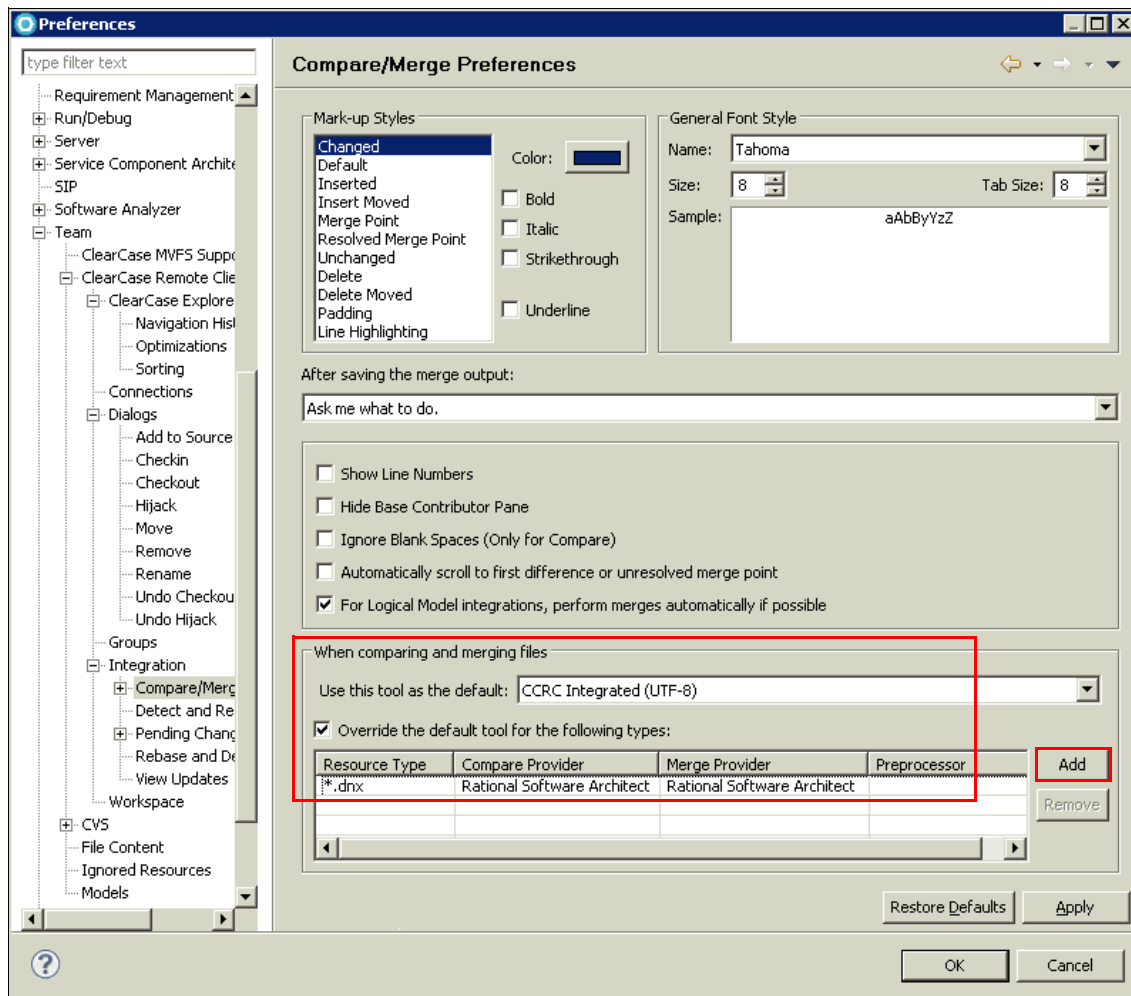 Preferences
type filter text
Requirement Management
Run/Debug
Server
Service Component Archite
SIP
Software Analyzer
Team
ClearCase MVFS Suppo
ClearCase Remote Clie
ClearCase Explore
Navigation Hist
Optimizations
Sorting
Connections
Dialogs
Add to Source
Checkin
Checkout
Hijack
Move
Remove
Rename
Undo Checkou
Undo Hijack
Groups
Integration
Compare/Merg
Detect and Re
Pending Chang
Rebase and De
View Updates
Workspace
CVS
File Content
Ignored Resources
Models
Compare/Merge Preferences
Mark-up Styles
Changed
Default
Inserted
Insert Moved
Merge Point
Resolved Merge Point
Unchanged
Delete
Delete Moved
Padding
Line Highlighting
Color:
Bold
Italic
Strikethrough
Underline
General Font Style
Name: Tahoma
Size: 8 Tab Size: 8
Sample: aAbByYzZ
After saving the merge output:
Ask me what to do.
Show Line Numbers
Hide Base Contributor Pane
Ignore Blank Spaces (Only for Compare)
Automatically scroll to first difference or unresolved merge point
For Logical Model integrations, perform merges automatically if possible
When comparing and merging files
Use this tool as the default: CCRC Integrated (UTF-8)
Override the default tool for the following types:
Resource Type Compare Provider Merge Provider Preprocessor
*.dnx Rational Software Architect Rational Software Architect
Add
Remove
Restore Defaults Apply
? OK Cancel